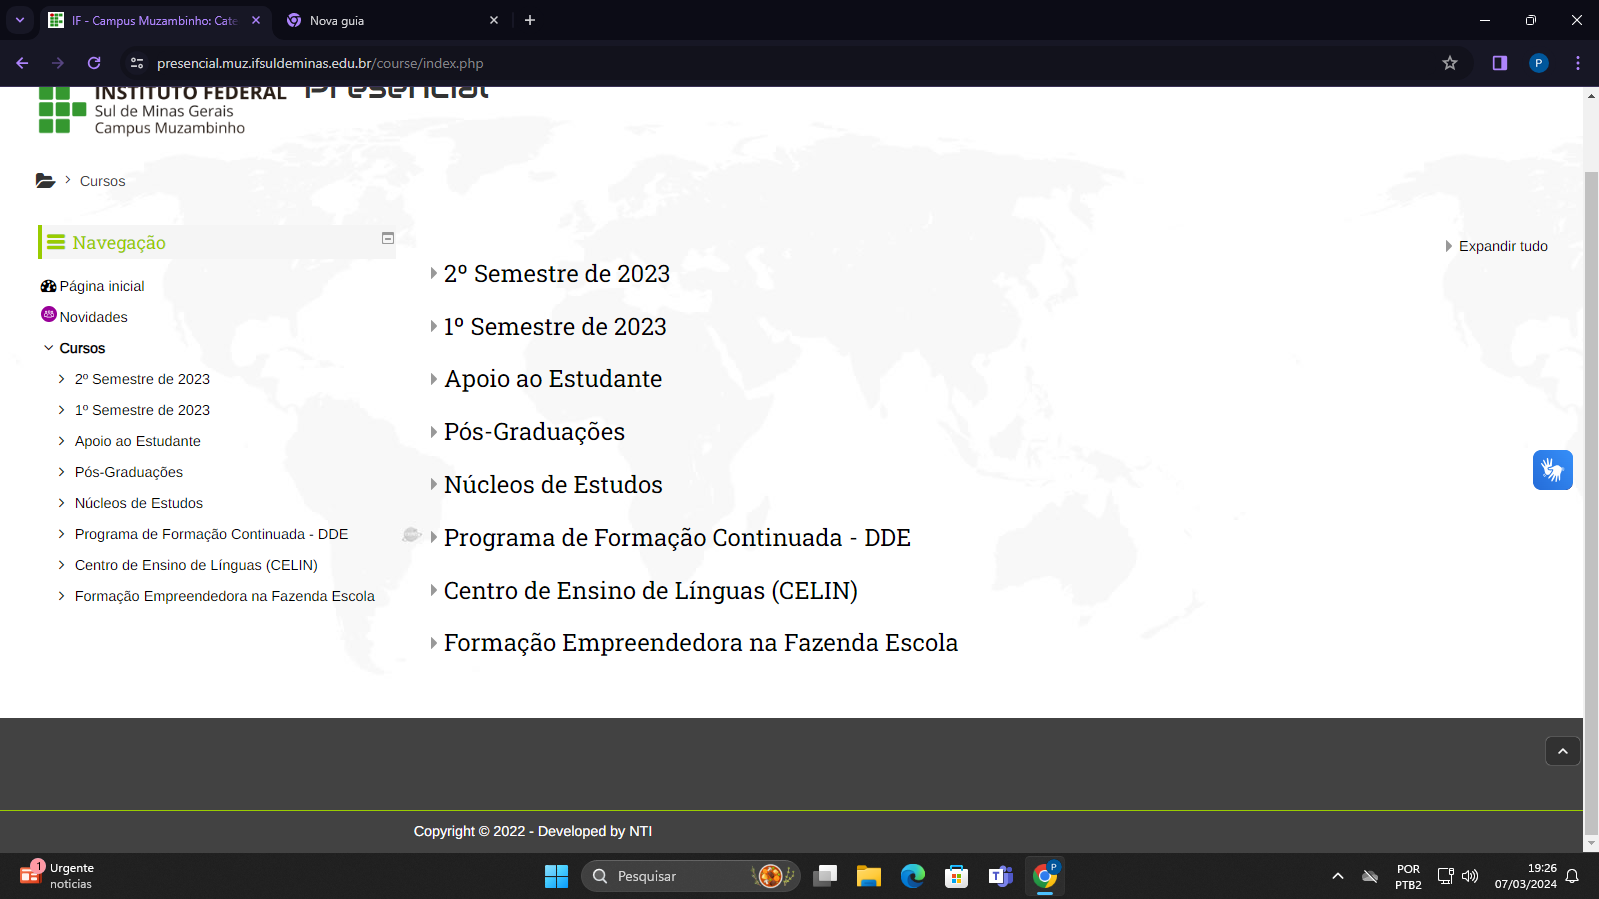 IF - Campus Muzambinho: Cate
Nova guia
presencial.muz.ifsuldeminas.edu.br/course/index.php
P
INSTITUTO FEDERAL
Presencial
Sul de Minas Gerais
Campus Muzambinho
Cursos
Navegação
Expandir tudo
Página inicial
Novidades
Cursos
2º Semestre de 2023
1º Semestre de 2023
Apoio ao Estudante
Pós-Graduações
Núcleos de Estudos
Programa de Formação Continuada - DDE
Centro de Ensino de Línguas (CELIN)
Formação Empreendedora na Fazenda Escola
2º Semestre de 2023
1º Semestre de 2023
Apoio ao Estudante
Pós-Graduações
Núcleos de Estudos
Programa de Formação Continuada - DDE
Centro de Ensino de Línguas (CELIN)
Formação Empreendedora na Fazenda Escola
Copyright © 2022 - Developed by NTI
1
Urgente
notícias
Pesquisar
P
POR
PTB2
19:26
07/03/2024